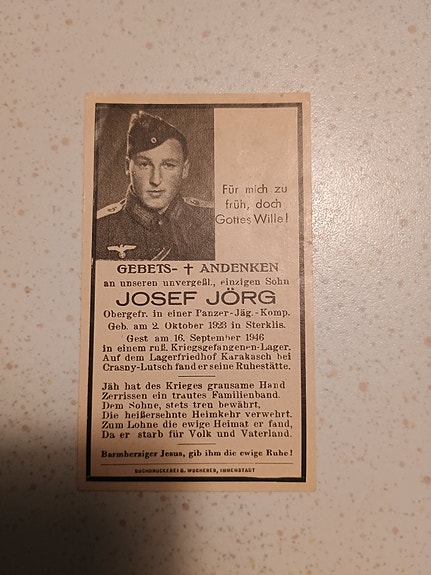 Für mich zu
früh, doch
Gottes Wille!
GEBETS- † ANDENKEN
an unseren unvergeßl., einzigen Sohn
JOSEF JÖRG
Obergefr. in einer Panzer-Jäg.-Komp.
Geb. am 2. Oktober 1923 in Sterklis.
Gest am 16. September 1946
in einem ruß. Kriegsgefangenen-Lager.
Auf dem Lagerfriedhof Karakasch bei
Crasny-Lutsch fand er seine Ruhestätte.
Jäh hat des Krieges grausame Hand
Zerrissen ein trautes Familienband.
Dem Sohne, stets treu bewährt,
Die heißersehnte Heimkehr verwehrt.
Zum Lohne die ewige Heimat er fand,
Da er starb für Volk und Vaterland.
Barmherziger Jesus, gib ihm die ewige Ruhe!
BUCHDRUCKEREI G. WUCHERER, IMMENSTADT